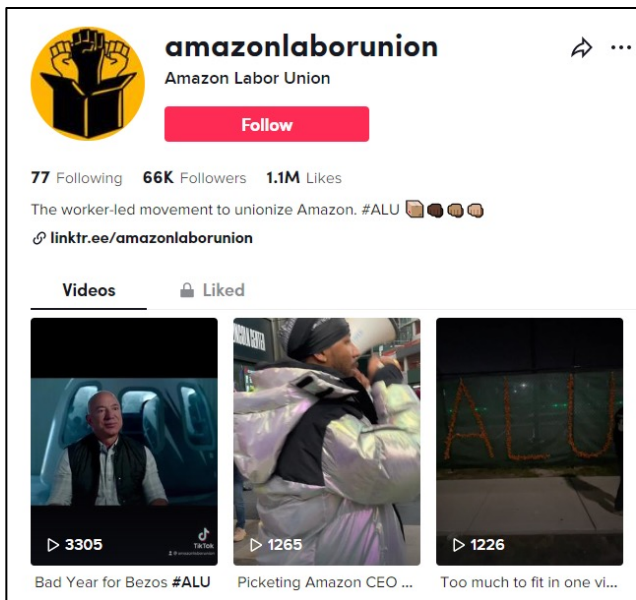 amazonlaborunion
Amazon Labor Union
Follow
77 Following 66K Followers 1.1M Likes
The worker-led movement to unionize Amazon. #ALU 📦✊🏿✊🏽✊🏼
linktr.ee/amazonlaborunion
Videos Liked
ALU
3305 1265 1226
TikTok
Bad Year for Bezos #ALU Picketing Amazon CEO ... Too much to fit in one vi...